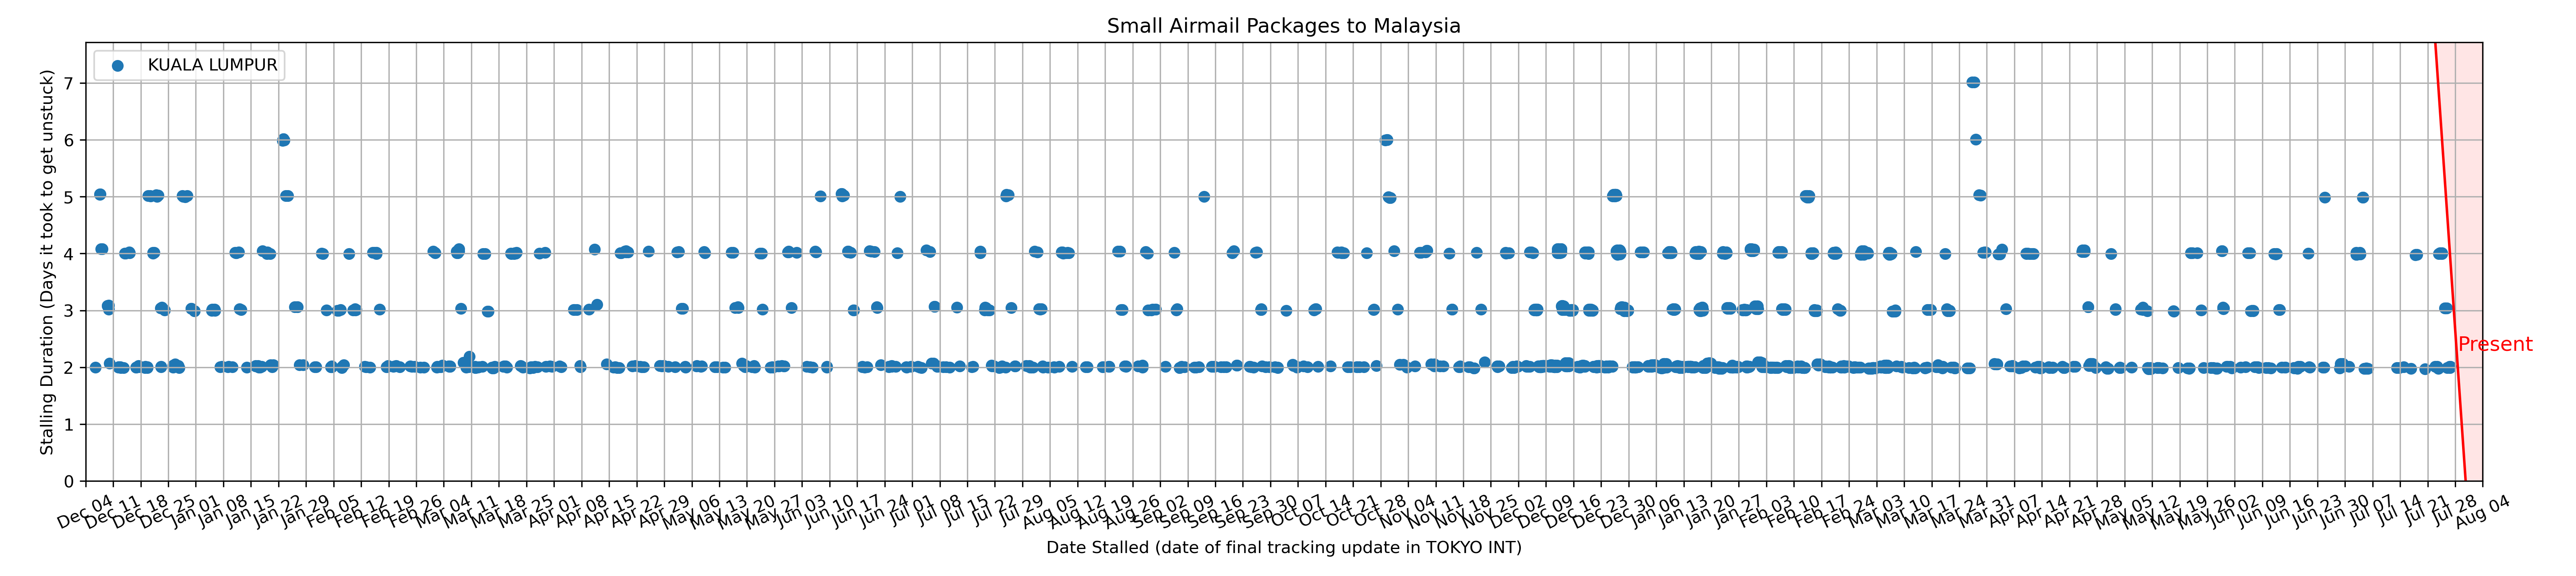 Small Airmail Packages to Malaysia
KUALA LUMPUR
Stalling Duration (Days it took to get unstuck)
7
6
5
4
3
2
1
0
Present
Dec 04
Dec 11
Dec 18
Dec 25
Jan 01
Jan 08
Jan 15
Jan 22
Jan 29
Feb 05
Feb 12
Feb 19
Feb 26
Mar 04
Mar 11
Mar 18
Mar 25
Apr 01
Apr 08
Apr 15
Apr 22
Apr 29
May 06
May 13
May 20
May 27
Jun 03
Jun 10
Jun 17
Jun 24
Jul 01
Jul 08
Jul 15
Jul 22
Jul 29
Aug 05
Aug 12
Aug 19
Aug 26
Sep 02
Sep 09
Sep 16
Sep 23
Sep 30
Oct 07
Oct 14
Oct 21
Oct 28
Nov 04
Nov 11
Nov 18
Nov 25
Dec 02
Dec 09
Dec 16
Dec 23
Dec 30
Jan 06
Jan 13
Jan 20
Jan 27
Feb 03
Feb 10
Feb 17
Feb 24
Mar 03
Mar 10
Mar 17
Mar 24
Mar 31
Apr 07
Apr 14
Apr 21
Apr 28
May 05
May 12
May 19
May 26
Jun 02
Jun 09
Jun 16
Jun 23
Jun 30
Jul 07
Jul 14
Jul 21
Jul 28
Aug 04
Date Stalled (date of final tracking update in TOKYO INT)